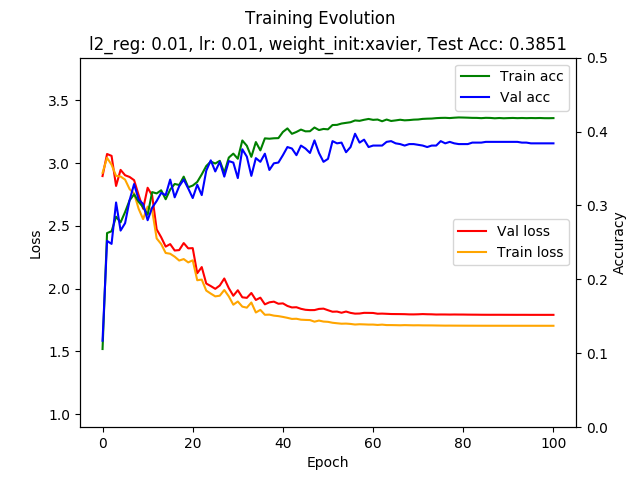 Training Evolution
l2_reg: 0.01, lr: 0.01, weight_init:xavier, Test Acc: 0.3851
Train acc
Val acc
Val loss
Train loss
Loss
3.5
3.0
2.5
2.0
1.5
1.0
Accuracy
0.5
0.4
0.3
0.2
0.1
0.0
0 20 40 60 80 100
Epoch